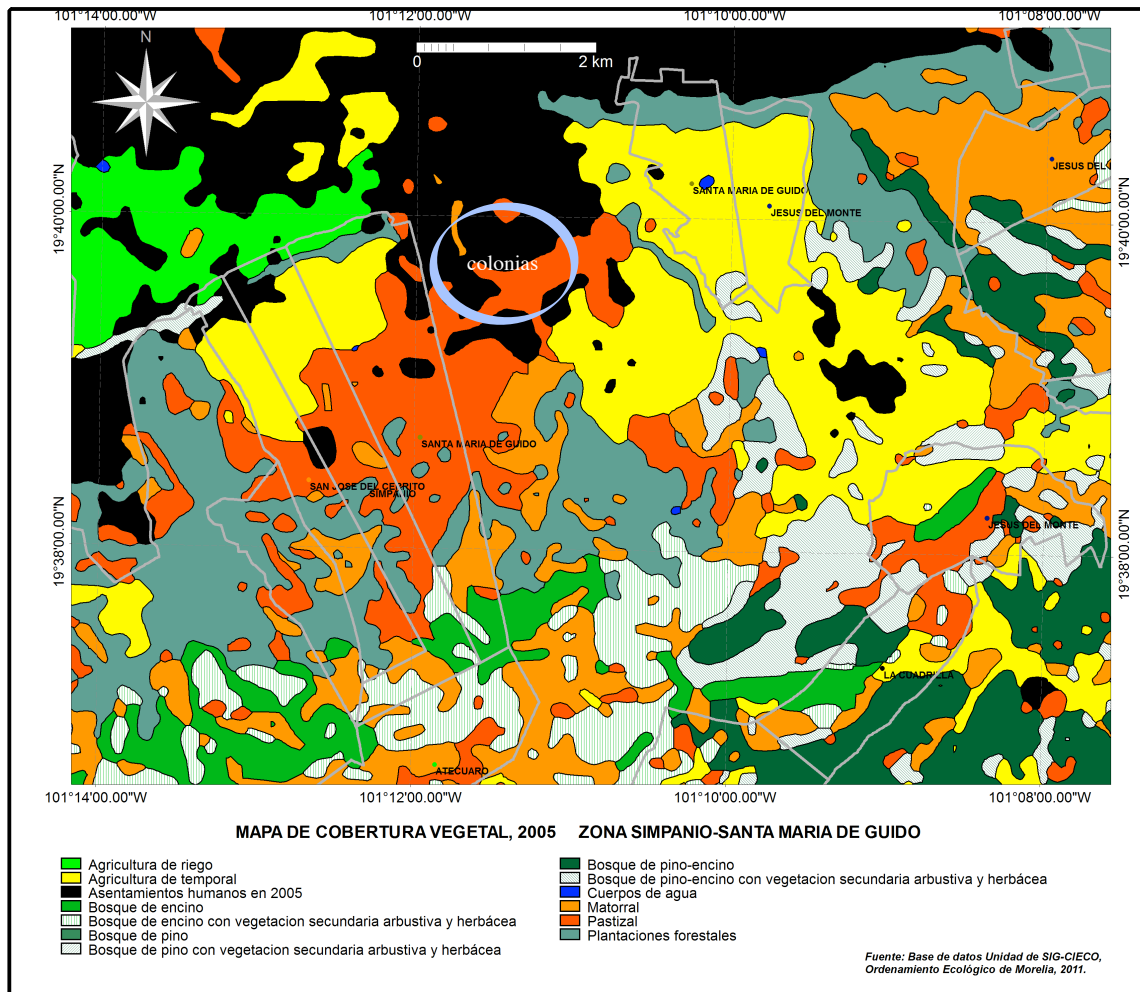 101°14'00.00"W 101°12'00.00"W 101°10'00.00"W 101°08'00.00"W
N
0 2 km
19°40'00.00"N
19°40'00.00"N
JESUS DEL
SANTA MARIA DE GUIDO
JESUS DEL MONTE
colonias
SANTA MARIA DE GUIDO
SAN JOSE DEL CERRITO
SIMPANIO
JESUS DEL MONTE
19°38'00.00"N
19°38'00.00"N
LA CUADRILLA
ATECUARO
101°14'00.00"W 101°12'00.00"W 101°10'00.00"W 101°08'00.00"W
MAPA DE COBERTURA VEGETAL, 2005 ZONA SIMPANIO-SANTA MARIA DE GUIDO
Agricultura de riego
Agricultura de temporal
Asentamientos humanos en 2005
Bosque de encino
Bosque de encino con vegetacion secundaria arbustiva y herbácea
Bosque de pino
Bosque de pino con vegetacion secundaria arbustiva y herbácea
Bosque de pino-encino
Bosque de pino-encino con vegetacion secundaria arbustiva y herbácea
Cuerpos de agua
Matorral
Pastizal
Plantaciones forestales
Fuente: Base de datos Unidad de SIG-CIECO,
Ordenamiento Ecológico de Morelia, 2011.